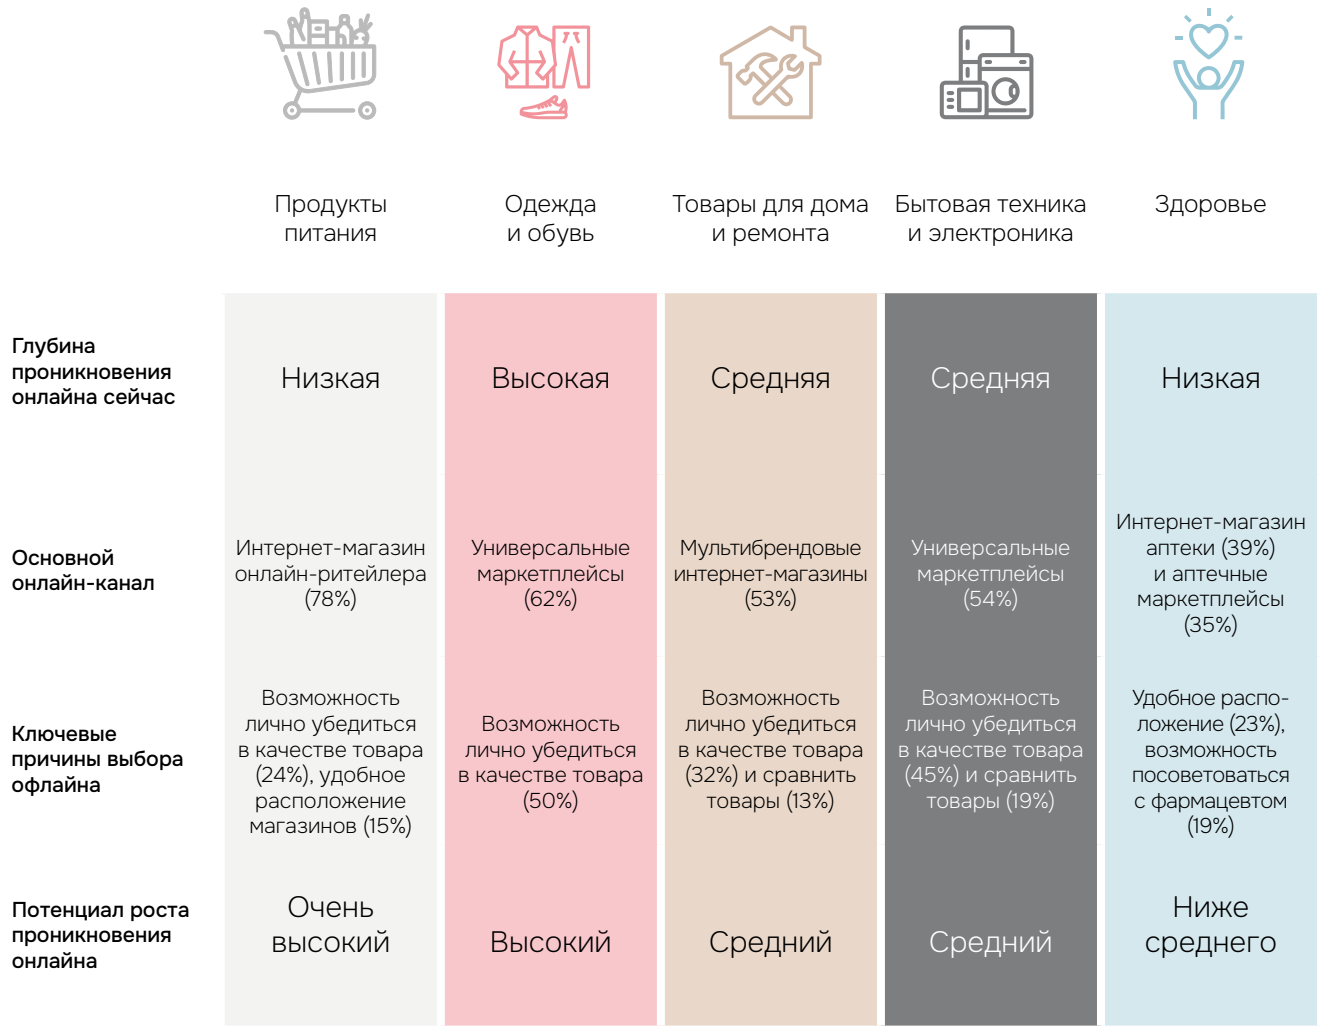 Продукты
питания
Одежда
и обувь
Товары для дома
и ремонта
Бытовая техника
и электроника
Здоровье
Глубина
проникновения
онлайна сейчас
Низкая
Высокая
Средняя
Средняя
Низкая
Основной
онлайн-канал
Интернет-магазин
онлайн-ритейлера
(78%)
Универсальные
маркетплейсы
(62%)
Мультибрендовые
интернет-магазины
(53%)
Универсальные
маркетплейсы
(54%)
Интернет-магазин
аптеки (39%)
и аптечные
маркетплейсы
(35%)
Ключевые
причины выбора
офлайна
Возможность
лично убедиться
в качестве товара
(24%), удобное
расположение
магазинов (15%)
Возможность
лично убедиться
в качестве товара
(50%)
Возможность
лично убедиться
в качестве товара
(32%) и сравнить
товары (13%)
Возможность
лично убедиться
в качестве товара
(45%) и сравнить
товары (19%)
Удобное распо-
ложение (23%),
возможность
посоветоваться
с фармацевтом
(19%)
Потенциал роста
проникновения
онлайна
Очень
высокий
Высокий
Средний
Средний
Ниже
среднего